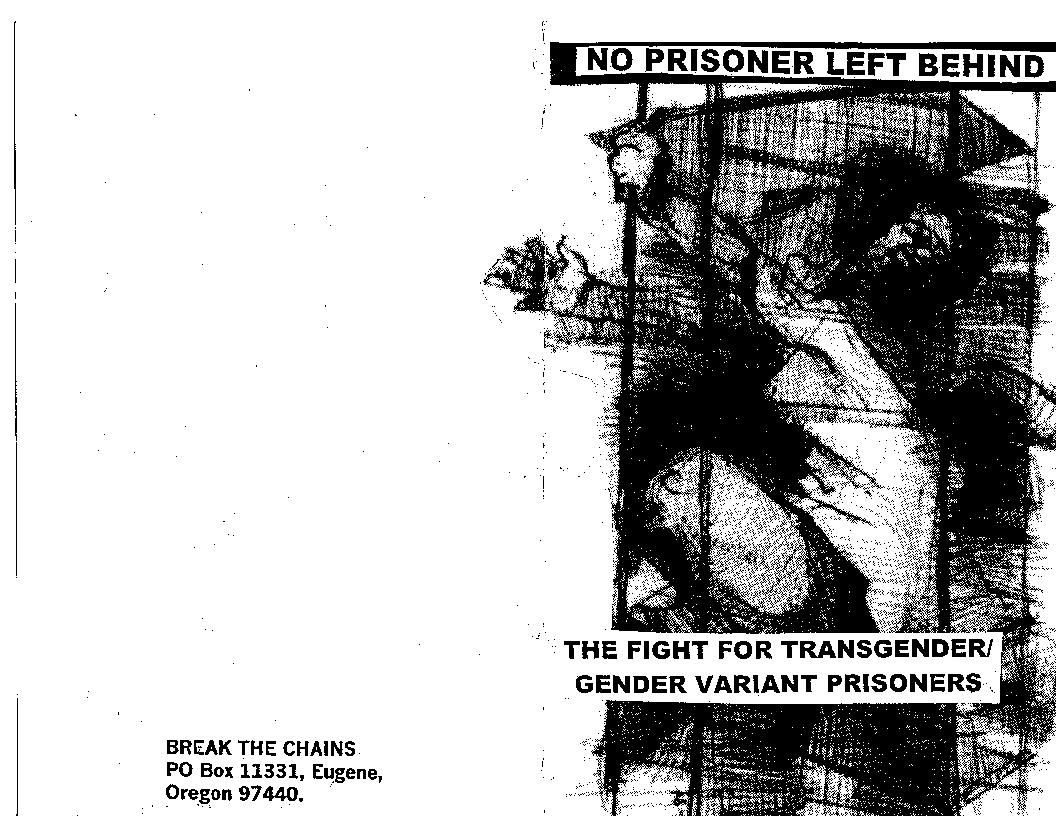 NO PRISONER LEFT BEHIND
THE FIGHT FOR TRANSGENDER/
GENDER VARIANT PRISONERS
BREAK THE CHAINS
PO Box 11331, Eugene,
Oregon 97440.